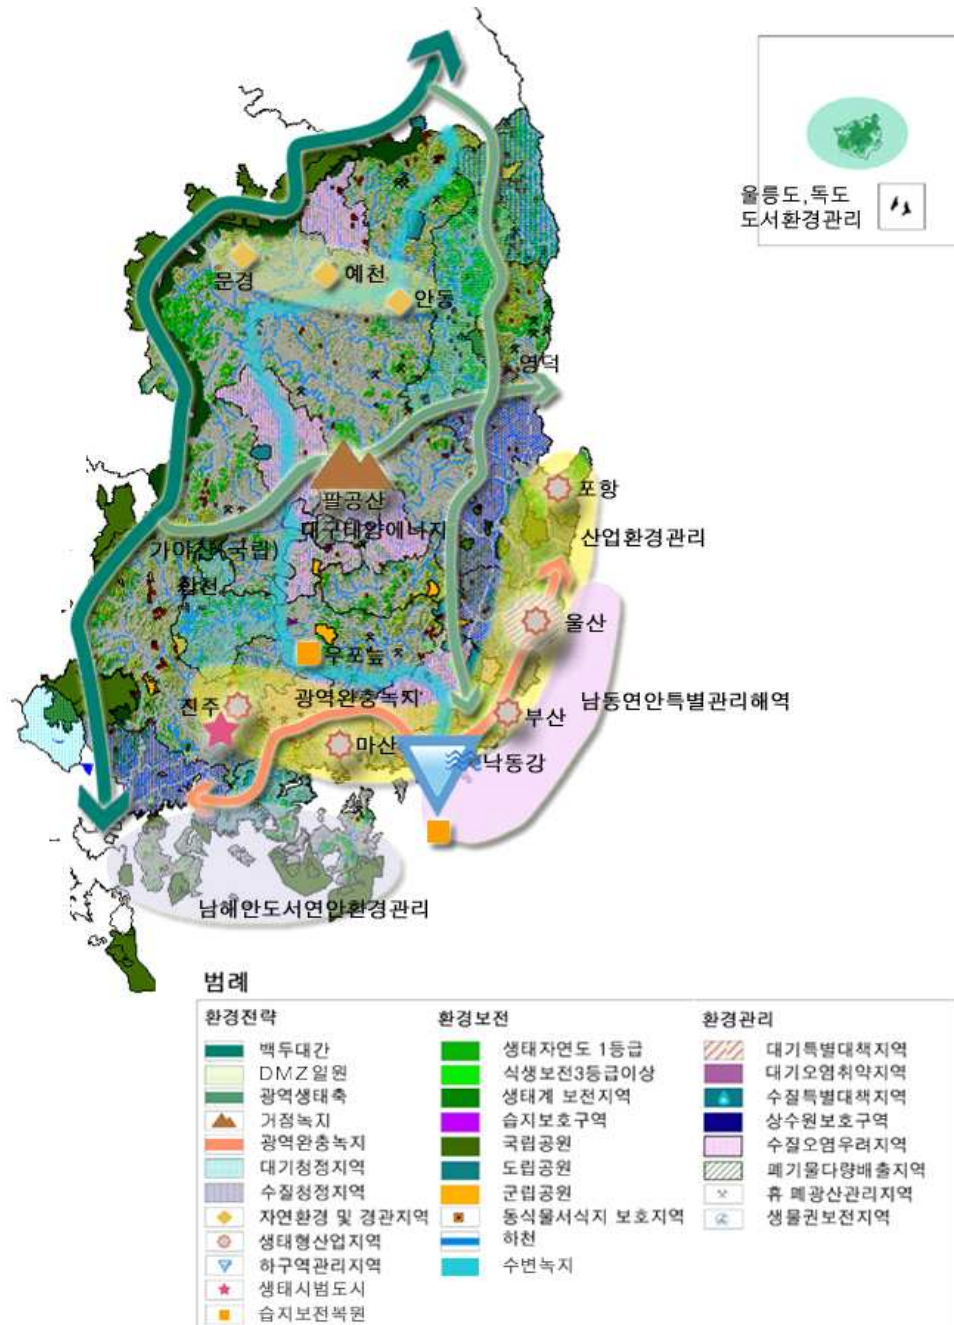 울릉도,독도
도서환경관리
문경
예천
안동
영덕
팔공산
포항
대구태양에너지
산업환경관리
가야산(국립)
합천
울산
우포늪
진주
광역완충녹지
남동연안특별관리해역
부산
마산
낙동강
남해안도서연안환경관리
범례
환경전략
백두대간
DMZ일원
광역생태축
거점녹지
광역완충녹지
대기청정지역
수질청정지역
자연환경 및 경관지역
생태형산업지역
하구역관리지역
생태시범도시
습지보전복원
환경보전
생태자연도 1등급
식생보전3등급이상
생태계 보전지역
습지보호구역
국립공원
도립공원
군립공원
동식물서식지 보호지역
하천
수변녹지
환경관리
대기특별대책지역
대기오염취약지역
수질특별대책지역
상수원보호구역
수질오염우려지역
폐기물다량배출지역
휴 폐광산관리지역
생물권보전지역